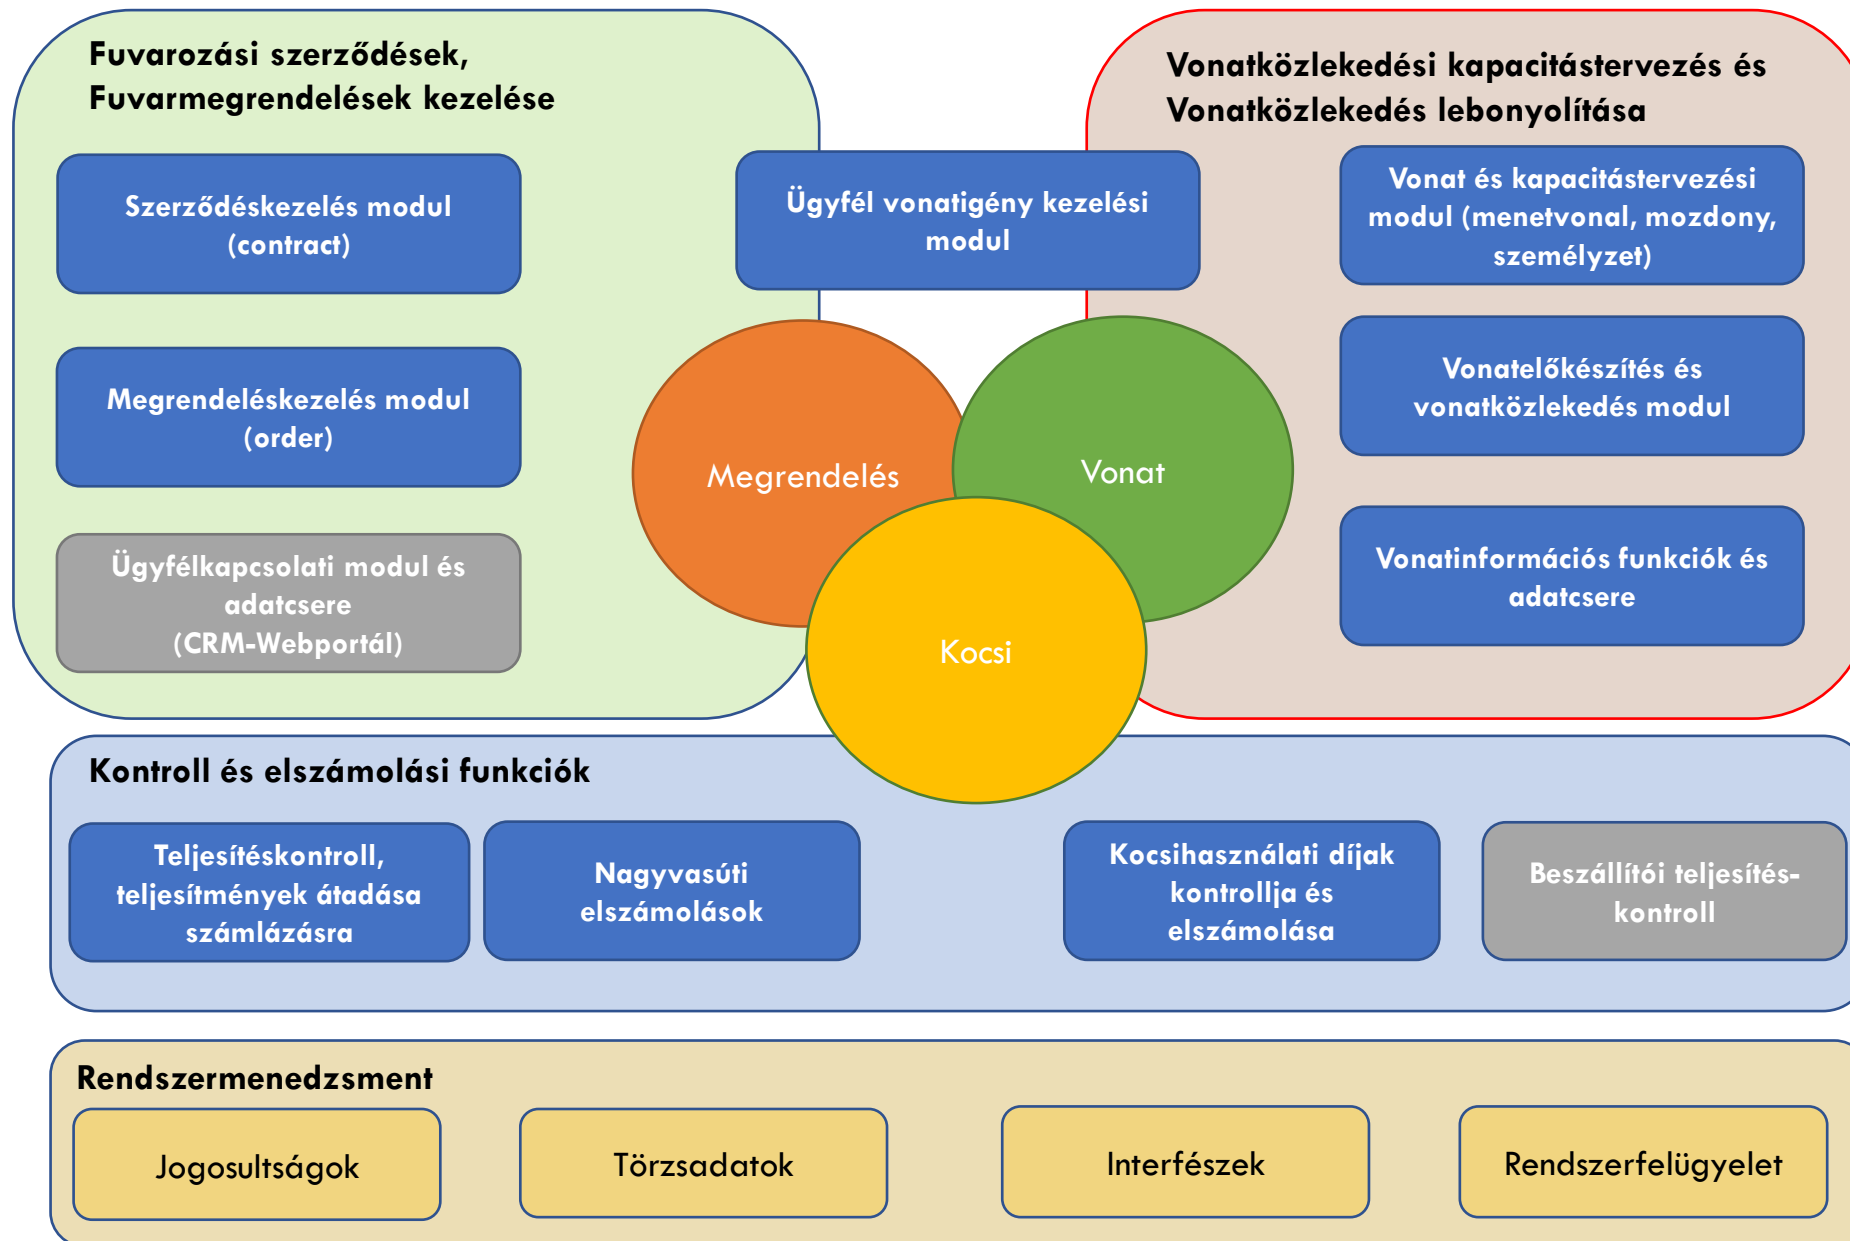 Fuvarozási szerződések,
Fuvarmegrendelések kezelése
Szerződéskezelés modul
(contract)
Megrendeléskezelés modul
(order)
Ügyfélkapcsolati modul és
adatcsere
(CRM-Webportál)
Ügyfél vonatigény kezelési
modul
Vonatközlekedési kapacitástervezés és
Vonatközlekedés lebonyolítása
Vonat és kapacitástervezési
modul (menetvonal, mozdony,
személyzet)
Vonatelőkészítés és
vonatközlekedés modul
Vonatinformációs funkciók és
adatcsere
Megrendelés
Vonat
Kocsi
Kontroll és elszámolási funkciók
Teljesítéskontroll,
teljesítmények átadása
számlázásra
Nagyvasúti
elszámolások
Kocsihasználati díjak
kontrollja és
elszámolása
Beszállítói teljesítés-
kontroll
Rendszermenedzsment
Jogosultságok
Törzsadatok
Interfészek
Rendszerfelügyelet